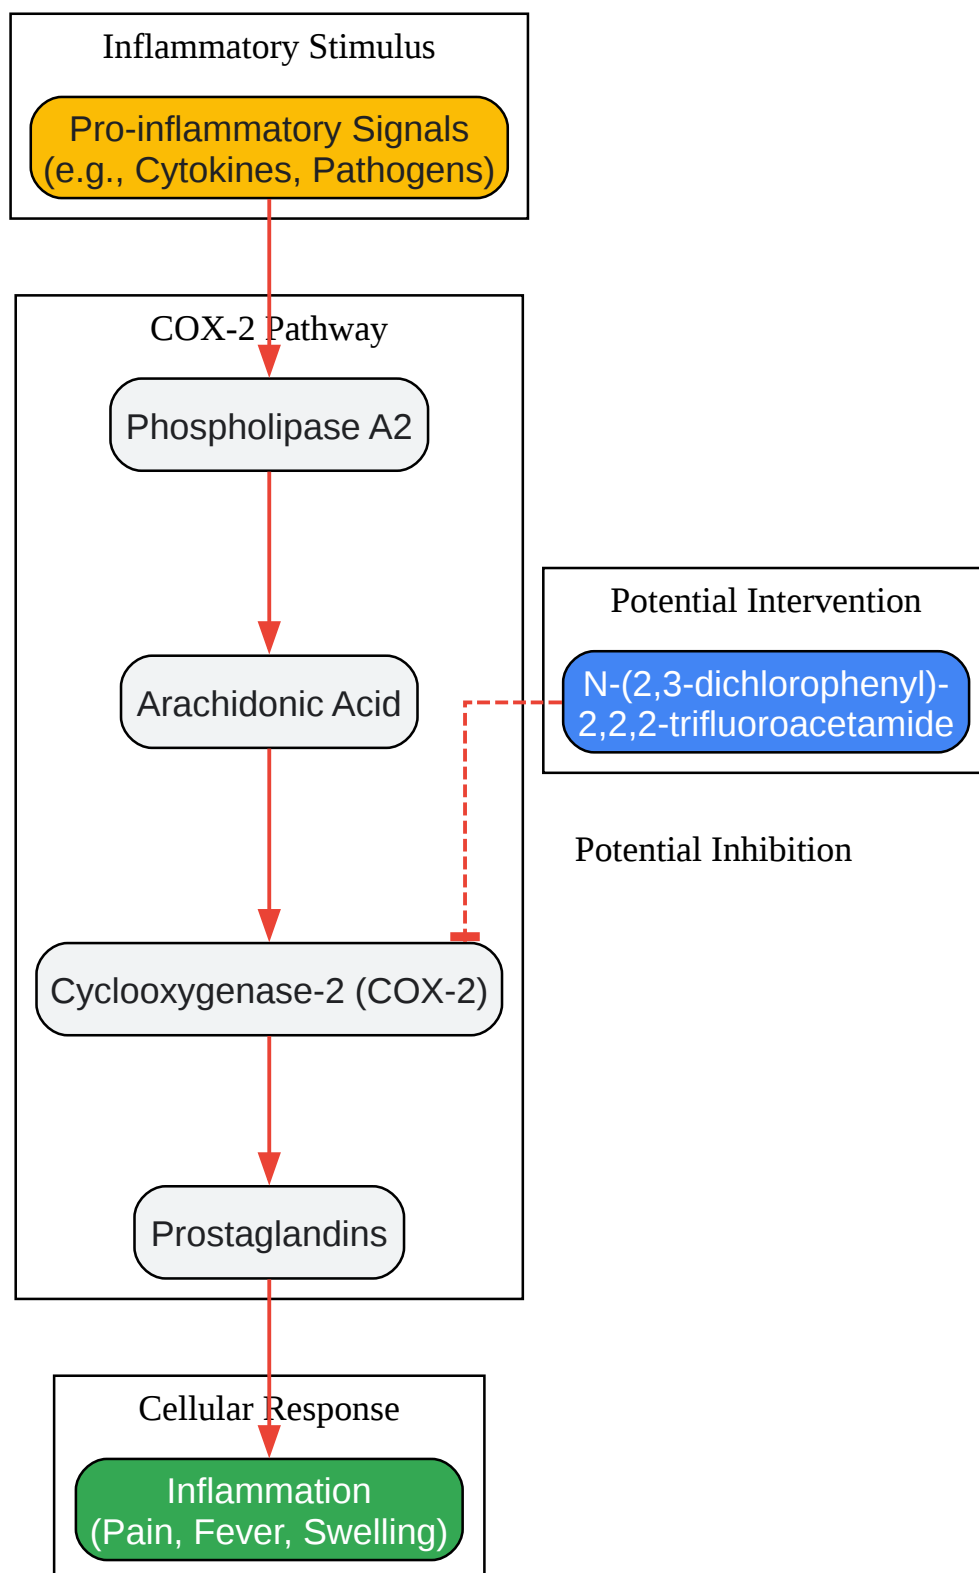 Inflammatory Stimulus
Pro-inflammatory Signals
(e.g., Cytokines, Pathogens)
COX-2 Pathway
Phospholipase A2
Arachidonic Acid
Potential Intervention
N-(2,3-dichlorophenyl)-
2,2,2-trifluoroacetamide
Potential Inhibition
Cyclooxygenase-2 (COX-2)
Prostaglandins
Cellular Response
Inflammation
(Pain, Fever, Swelling)